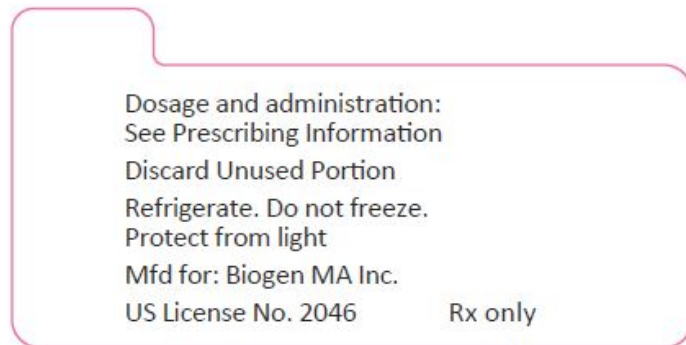 Dosage and administration:
See Prescribing Information
Discard Unused Portion
Refrigerate. Do not freeze.
Protect from light
Mfd for: Biogen MA Inc.
US License No. 2046 Rx only